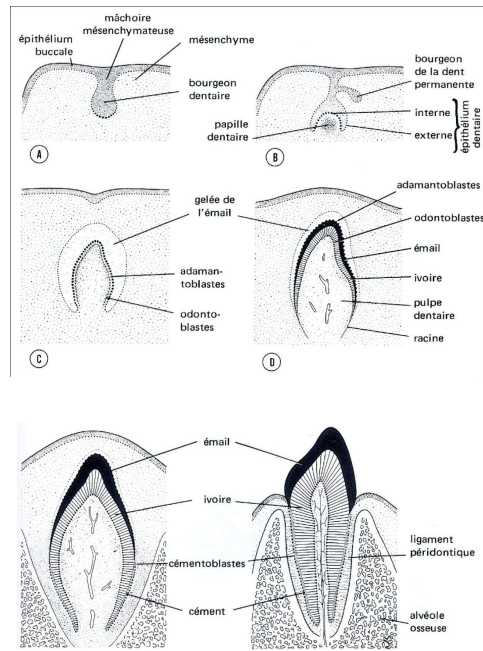 épithélium
buccale
mâchoire
mésenchymateuse
mésenchyme
bourgeon
dentaire
A
bourgeon
de la dent
permanente
interne
papille
dentaire
externe
épithélium
dentaire
B
gelée de
l'émail
adaman-
toblastes
odonto-
blastes
C
adamantoblastes
odontoblastes
émail
ivoire
pulpe
dentaire
racine
D
émail
ivoire
cémentoblastes
cément
ligament
péridontique
alvéole
osseuse